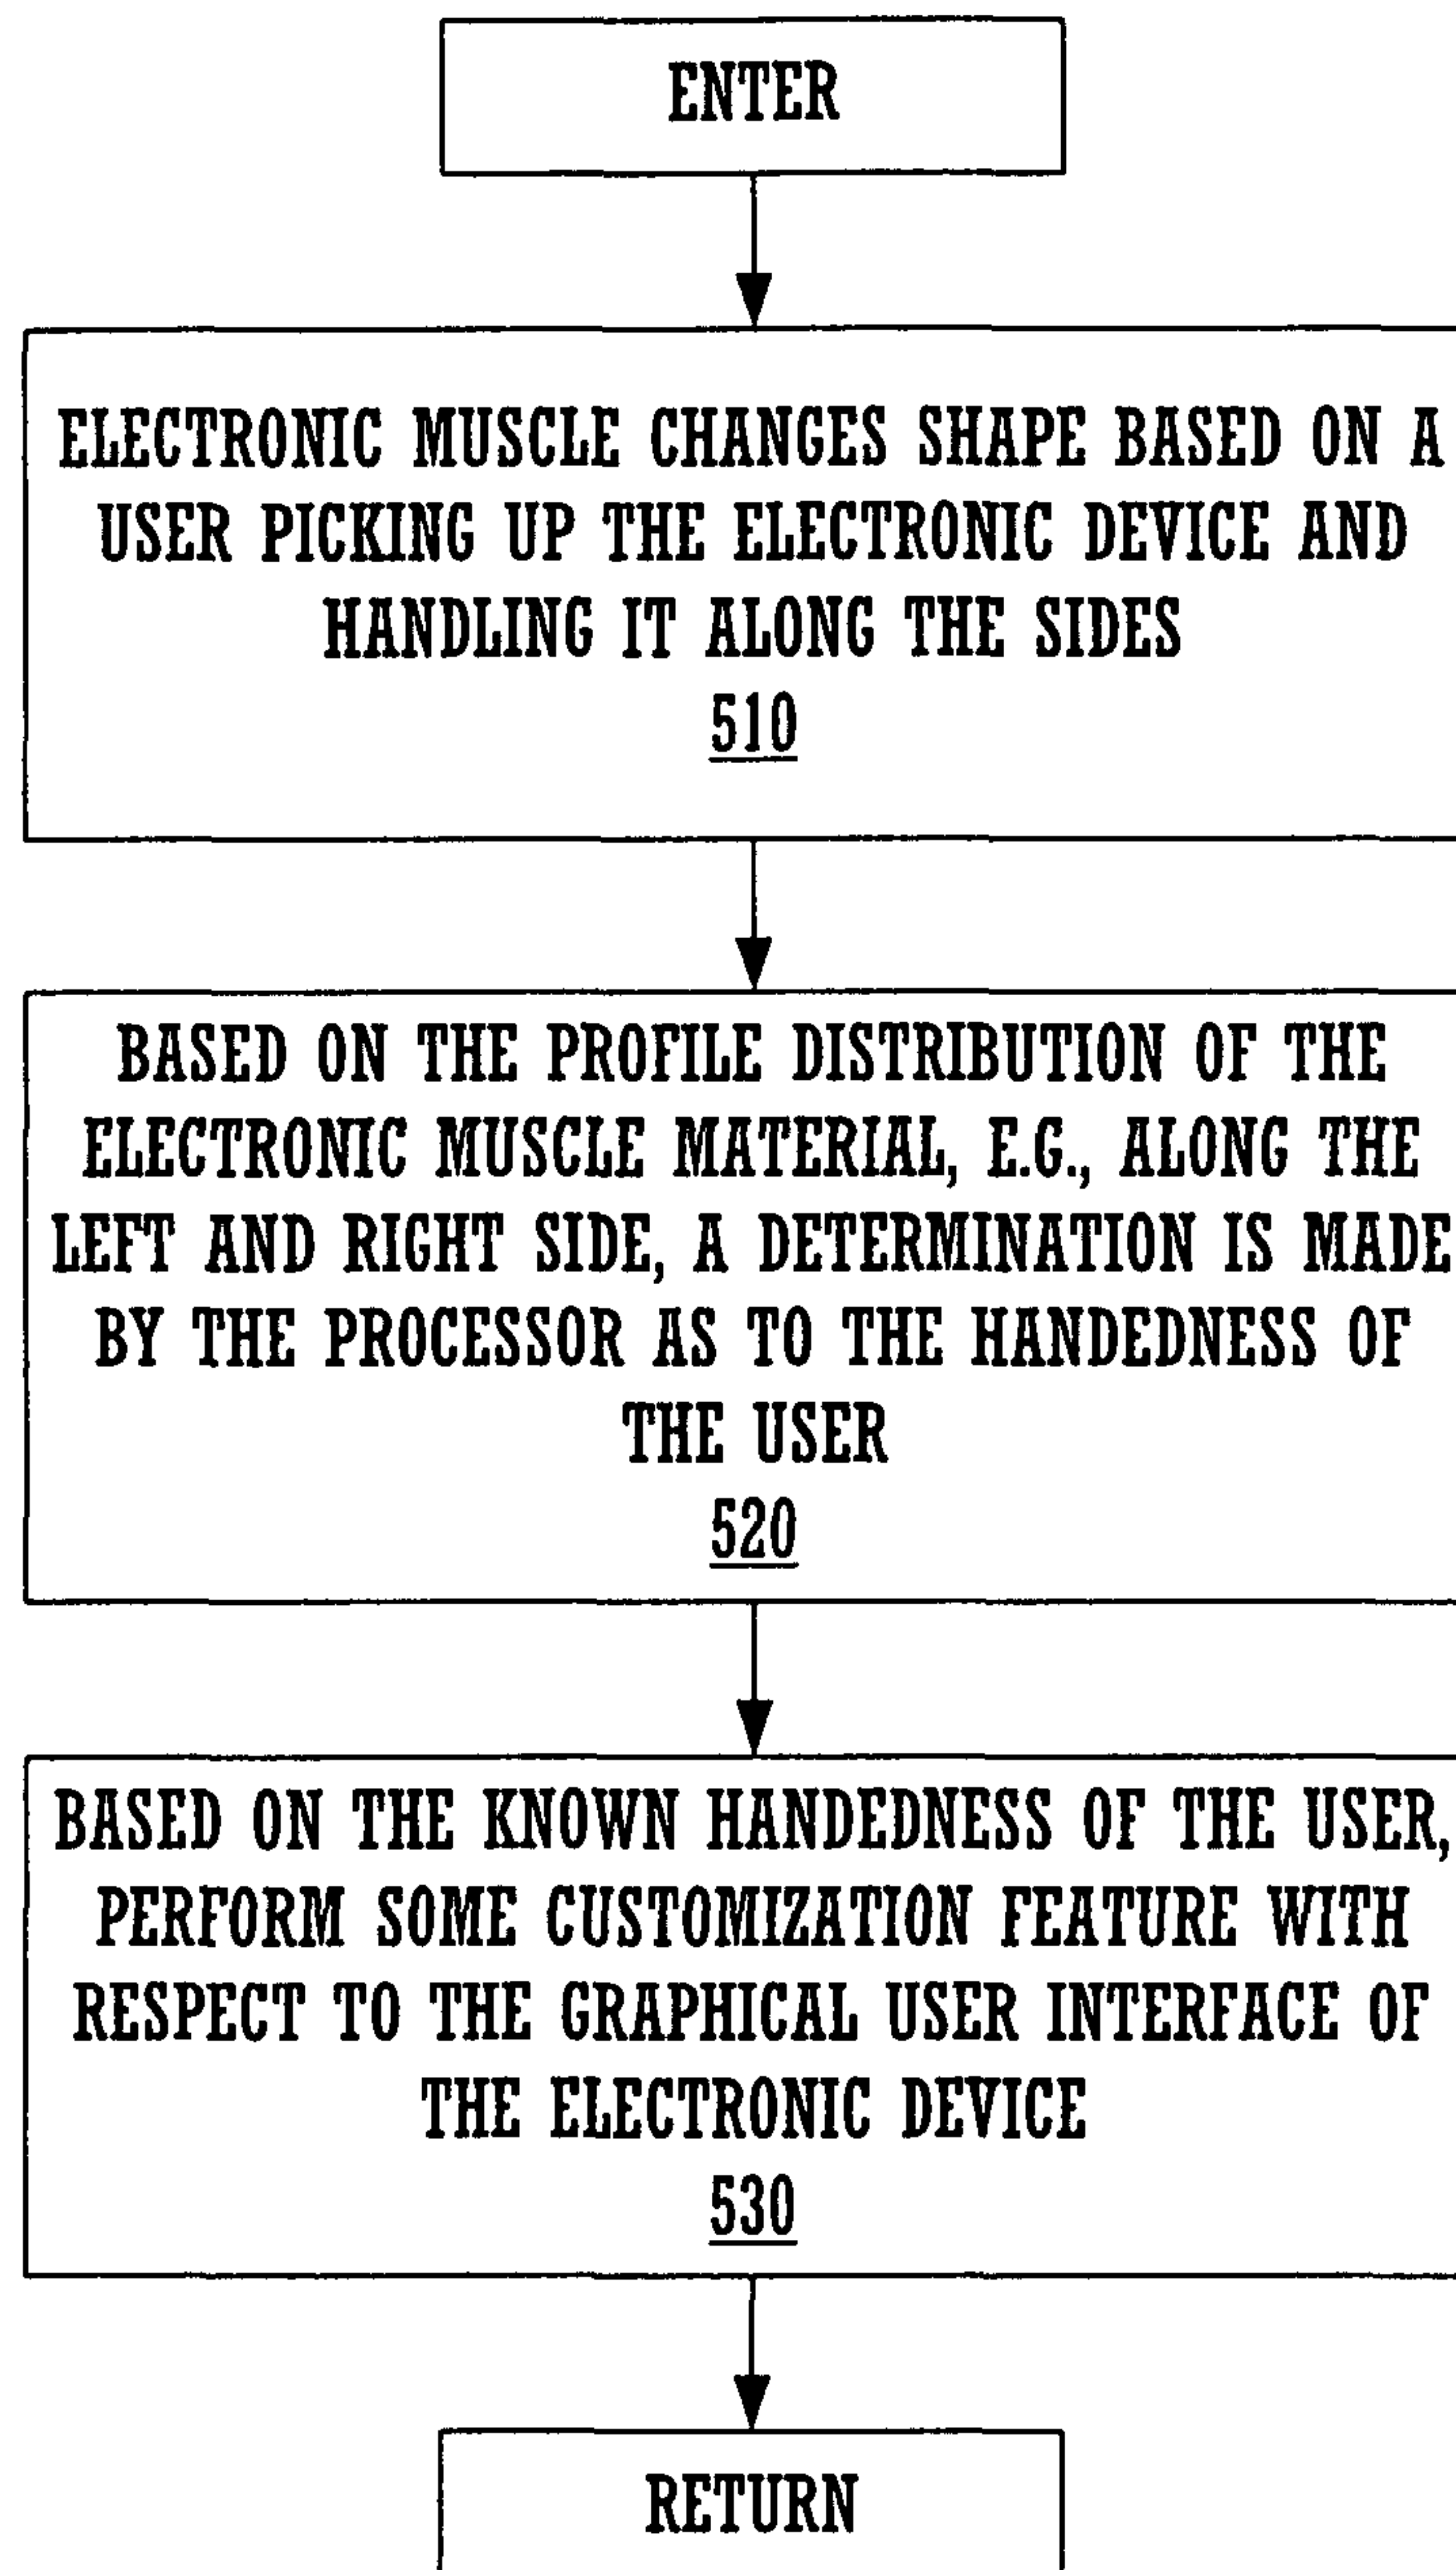 ENTER
ELECTRONIC MUSCLE CHANGES SHAPE BASED ON A
USER PICKING UP THE ELECTRONIC DEVICE AND
HANDLING IT ALONG THE SIDES
510
BASED ON THE PROFILE DISTRIBUTION OF THE
ELECTRONIC MUSCLE MATERIAL, E.G., ALONG THE
LEFT AND RIGHT SIDE, A DETERMINATION IS MADE
BY THE PROCESSOR AS TO THE HANDEDNESS OF
THE USER
520
BASED ON THE KNOWN HANDEDNESS OF THE USER,
PERFORM SOME CUSTOMIZATION FEATURE WITH
RESPECT TO THE GRAPHICAL USER INTERFACE OF
THE ELECTRONIC DEVICE
530
RETURN